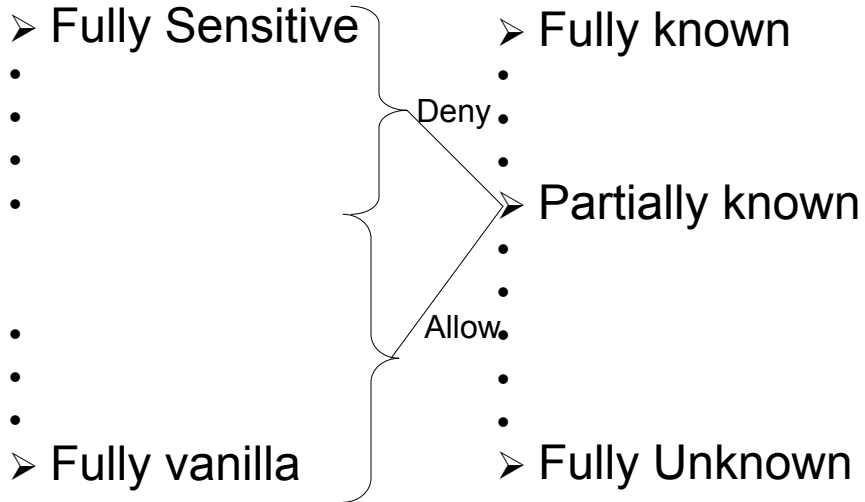 ➢ Fully Sensitive
•
•
•
•
•
•
•
➢ Fully vanilla
Deny
Allow
➢ Fully known
•
•
•
➢ Partially known
•
•
•
•
•
➢ Fully Unknown